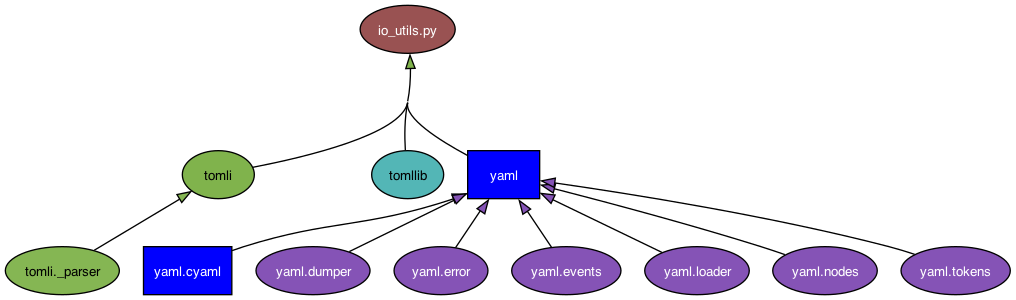 io_utils.py
tomli
tomllib
yaml
tomli._parser
yaml.cyaml
yaml.dumper
yaml.error
yaml.events
yaml.loader
yaml.nodes
yaml.tokens